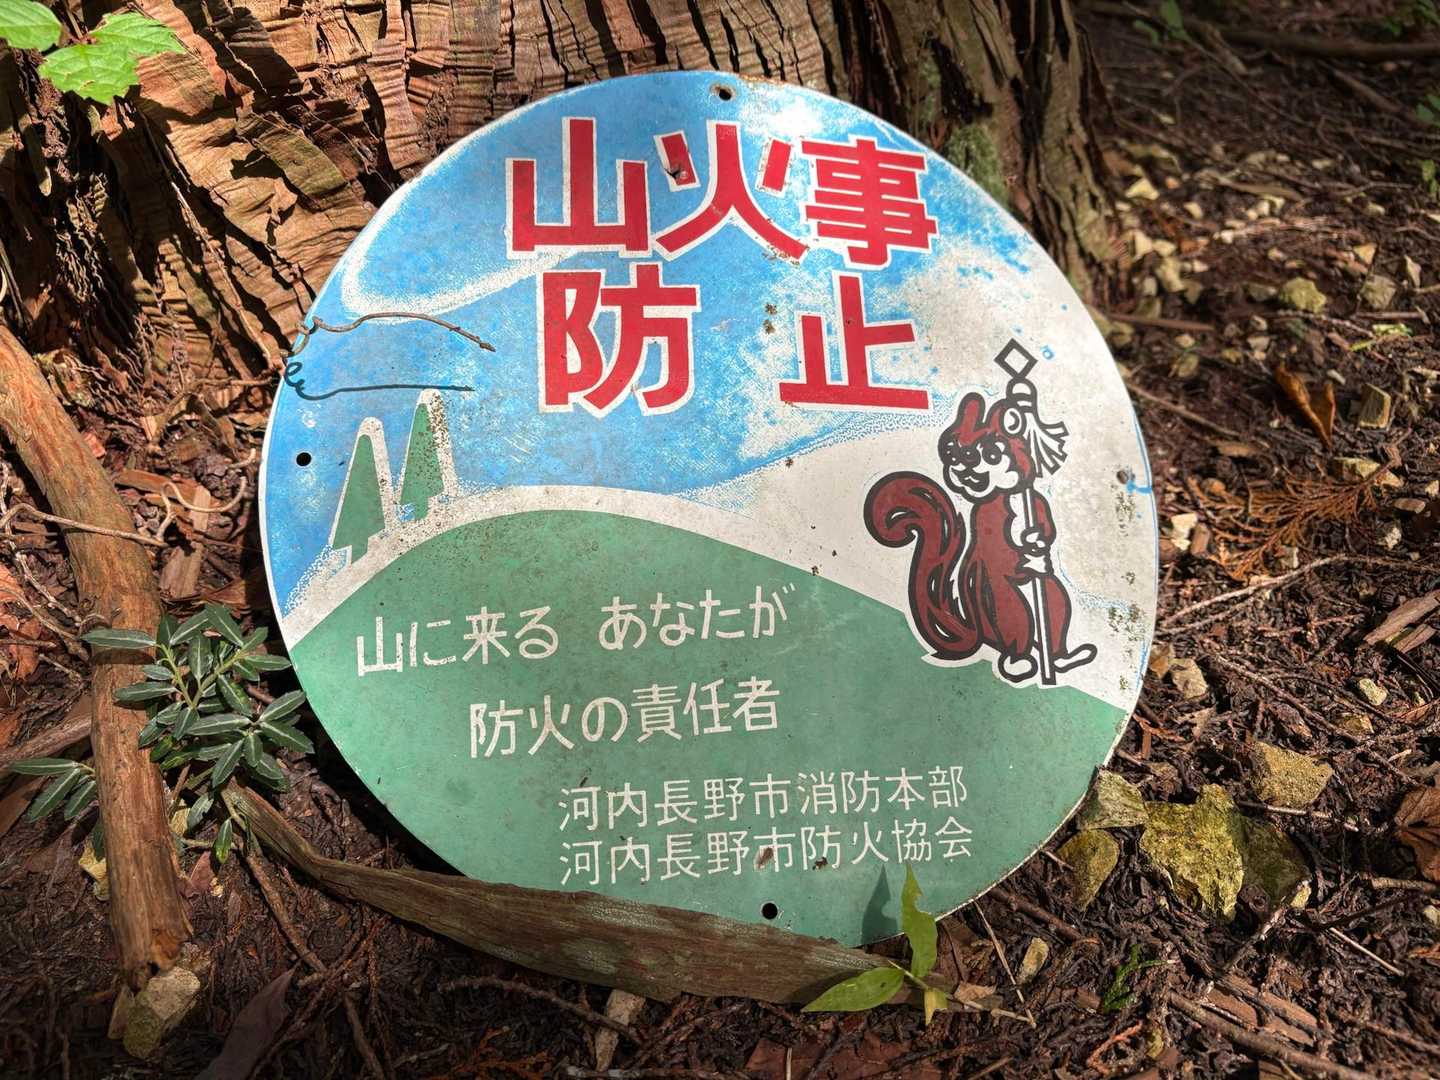 山火事
防止
山に来る あなたが
防火の責任者
河内長野市消防本部
河内長野市防火協会